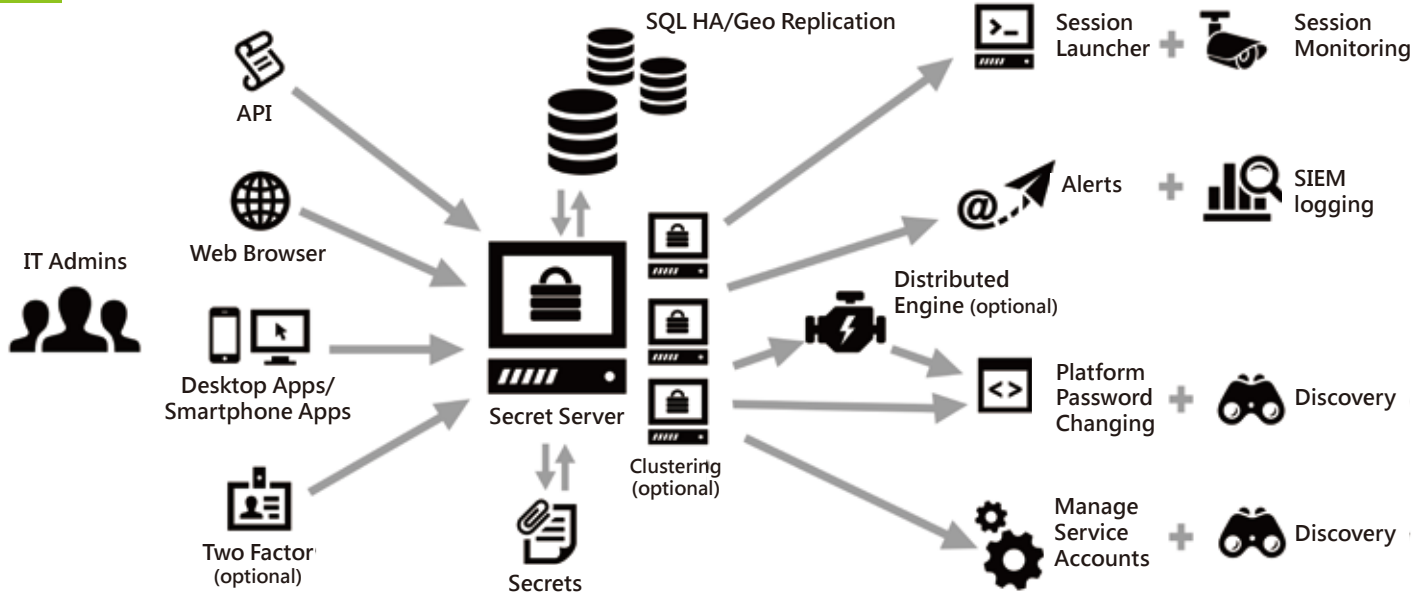 SQL HA/Geo Replication
Session
Launcher
Session
Monitoring
API
Alerts
SIEM
logging
Web Browser
IT Admins
Distributed
Engine (optional)
Desktop Apps/
Smartphone Apps
Secret Server
Platform
Password
Changing
Discovery
Clustering
(optional)
Two Factor
(optional)
Secrets
Manage
Service
Accounts
Discovery